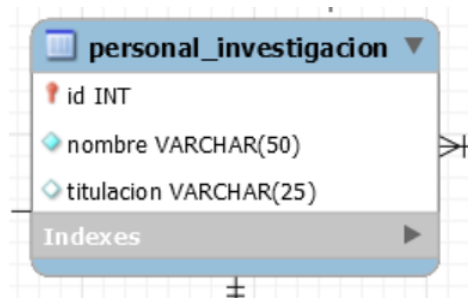 personal_investigacion
id INT
nombre VARCHAR(50)
titulacion VARCHAR(25)
Indexes